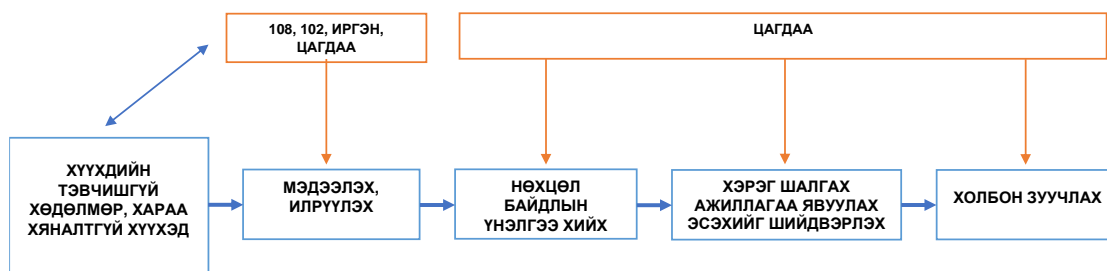 108, 102, ИРГЭН,
ЦАГДАА
ЦАГДАА
ХҮҮХДИЙН
ТЭВЧИШГҮЙ
ХӨДӨЛМӨР, ХАРАА
ХЯНАЛТГҮЙ ХҮҮХЭД
МЭДЭЭЛЭХ,
ИЛРҮҮЛЭХ
НӨХЦӨЛ
БАЙДЛЫН
ҮНЭЛГЭЭ ХИЙХ
ХЭРЭГ ШАЛГАХ
АЖИЛЛАГАА ЯВУУЛАХ
ЭСЭХИЙГ ШИЙДВЭРЛЭХ
ХОЛБОН ЗУУЧЛАХ